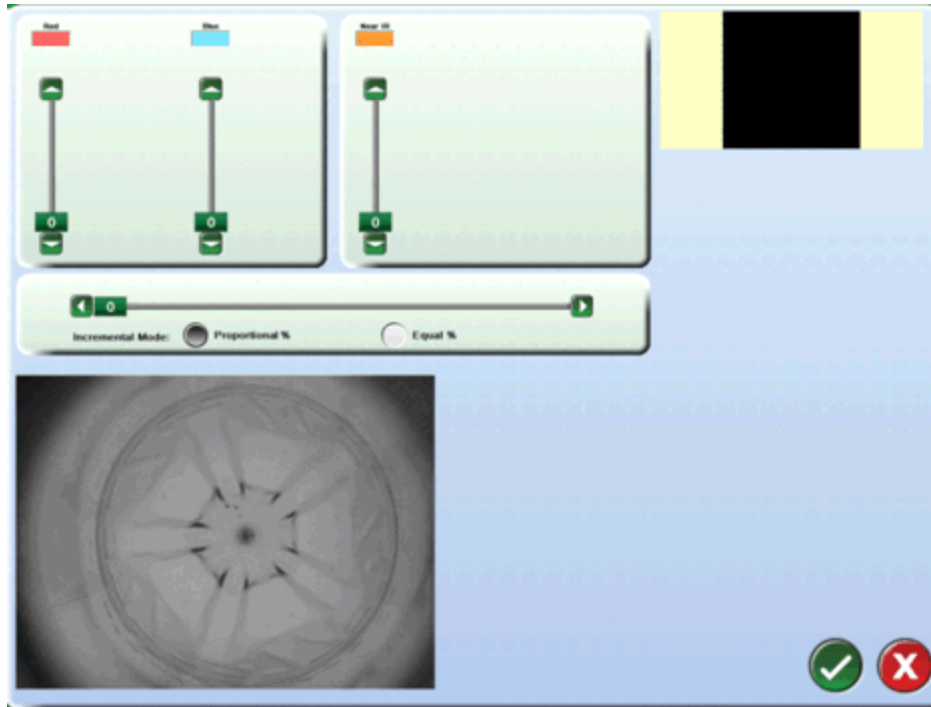 Red
Blue
Near IR
0
0
0
0
Incremental Mode:
Proportional %
Equal %